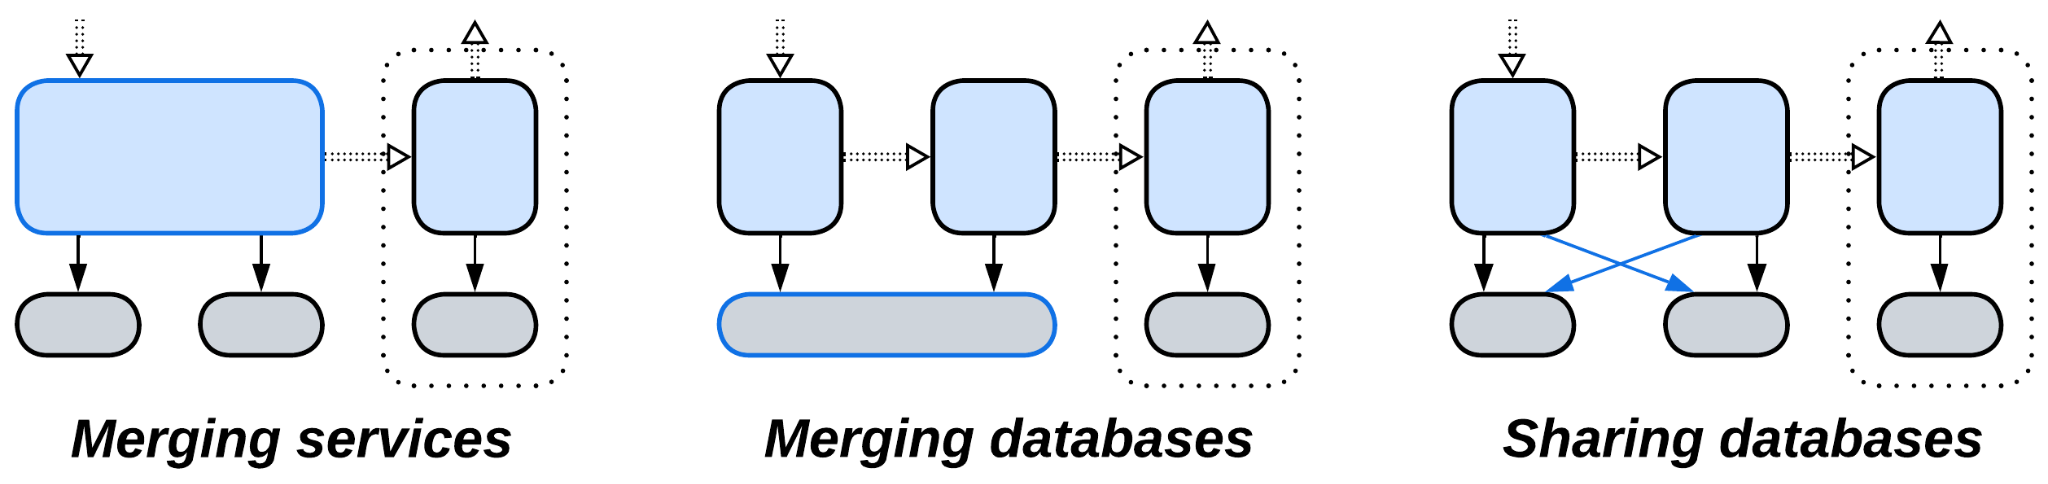 Merging services
Merging databases
Sharing databases